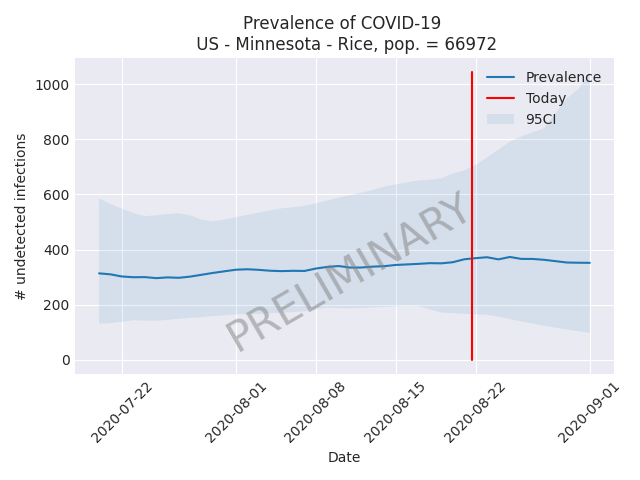 Prevalence of COVID-19
US - Minnesota - Rice, pop. = 66972
# undetected infections
1000
800
600
400
200
0
Prevalence
Today
95CI
PRELIMINARY
2020-07-22
2020-08-01
2020-08-08
2020-08-15
2020-08-22
2020-09-01
Date